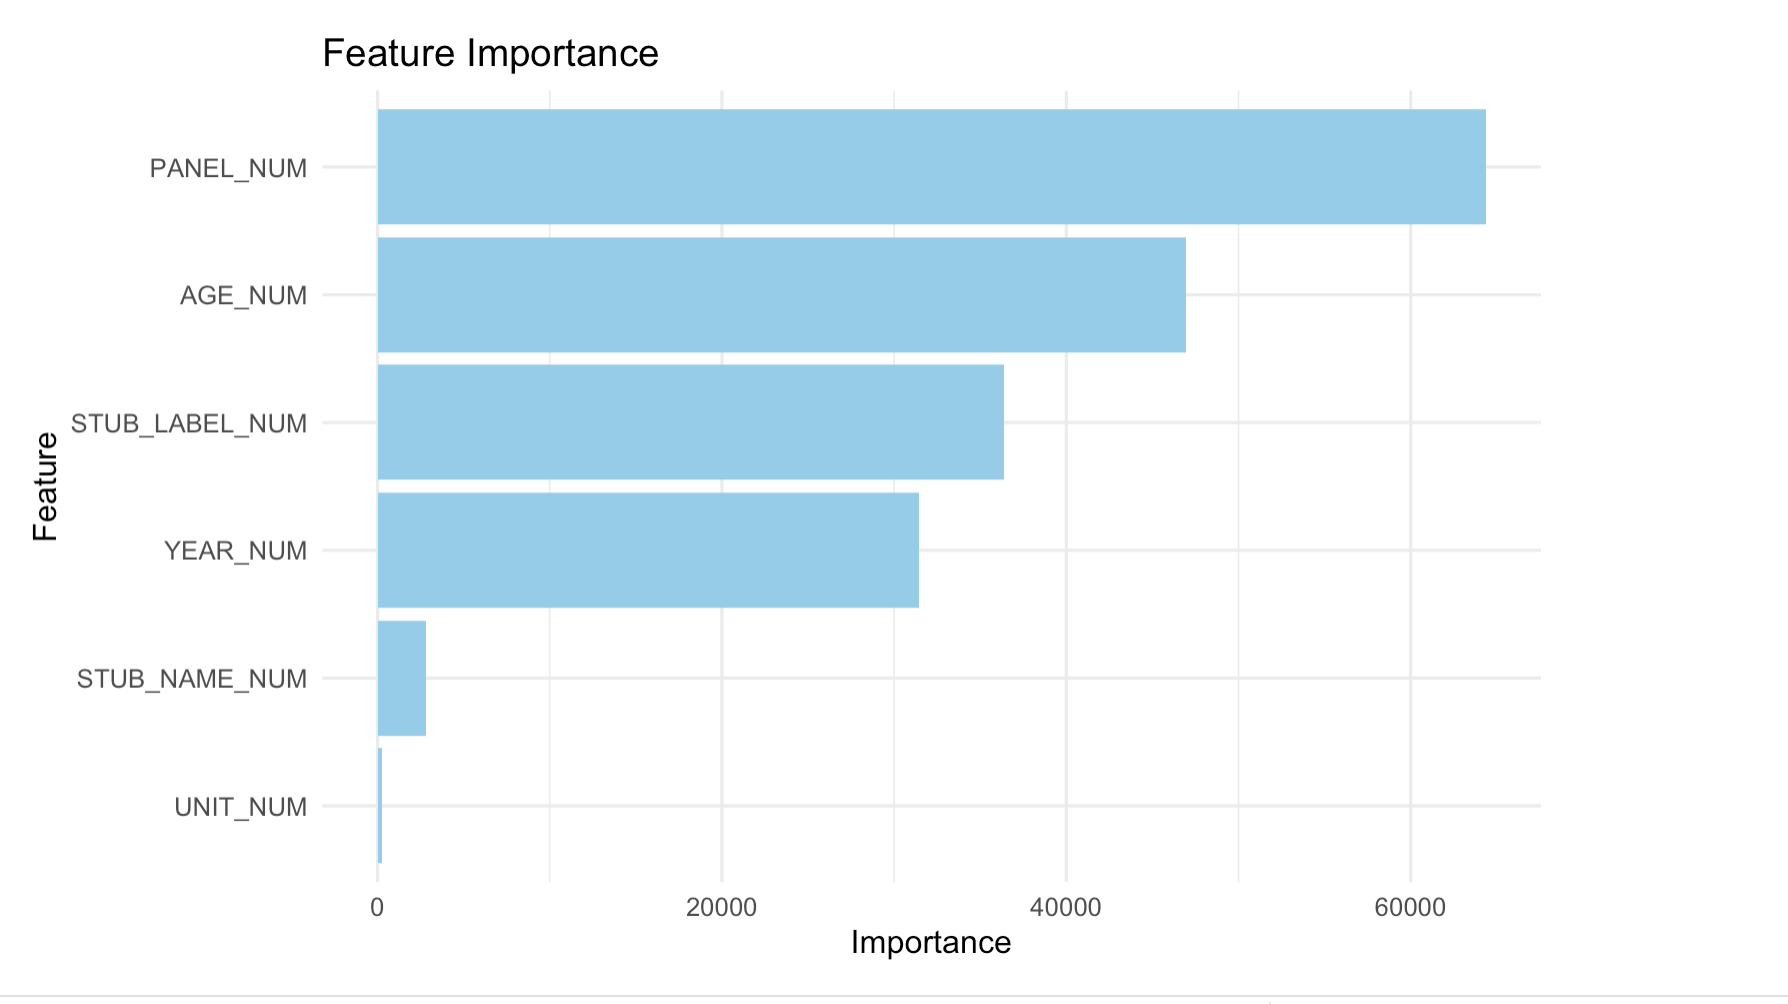 Feature Importance
PANEL_NUM
AGE_NUM
STUB_LABEL_NUM
YEAR_NUM
STUB_NAME_NUM
UNIT_NUM
Feature
0 20000 40000 60000
Importance